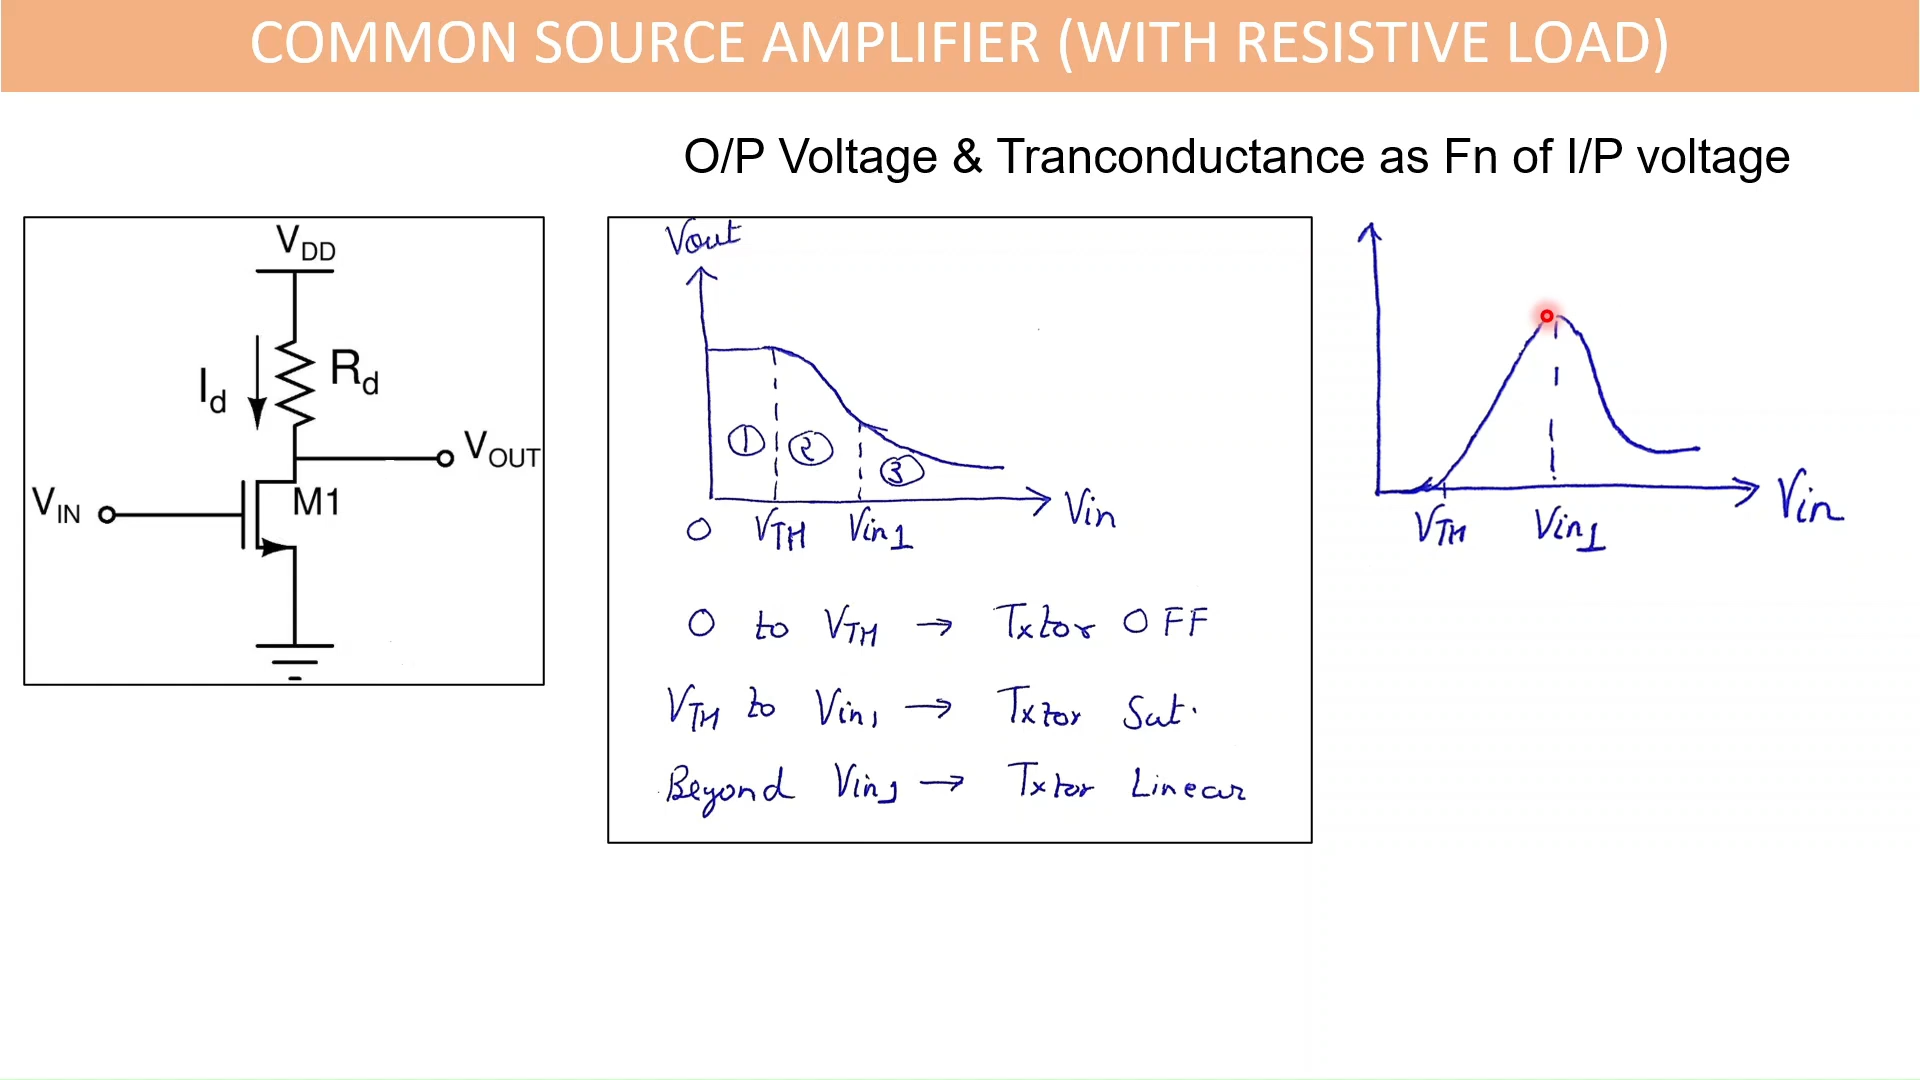 COMMON SOURCE AMPLIFIER (WITH RESISTIVE LOAD)
O/P Voltage & Tranconductance as Fn of I/P voltage
VDD
Id
Rd
VOUT
VIN
M1
Vout
1 2 3
0 VTH Vin1 Vin
0 to VTH → Txtor OFF
VTH to Vin1 → Txtor Sat.
Beyond Vin1 → Txtor Linear
VTH Vin1 Vin